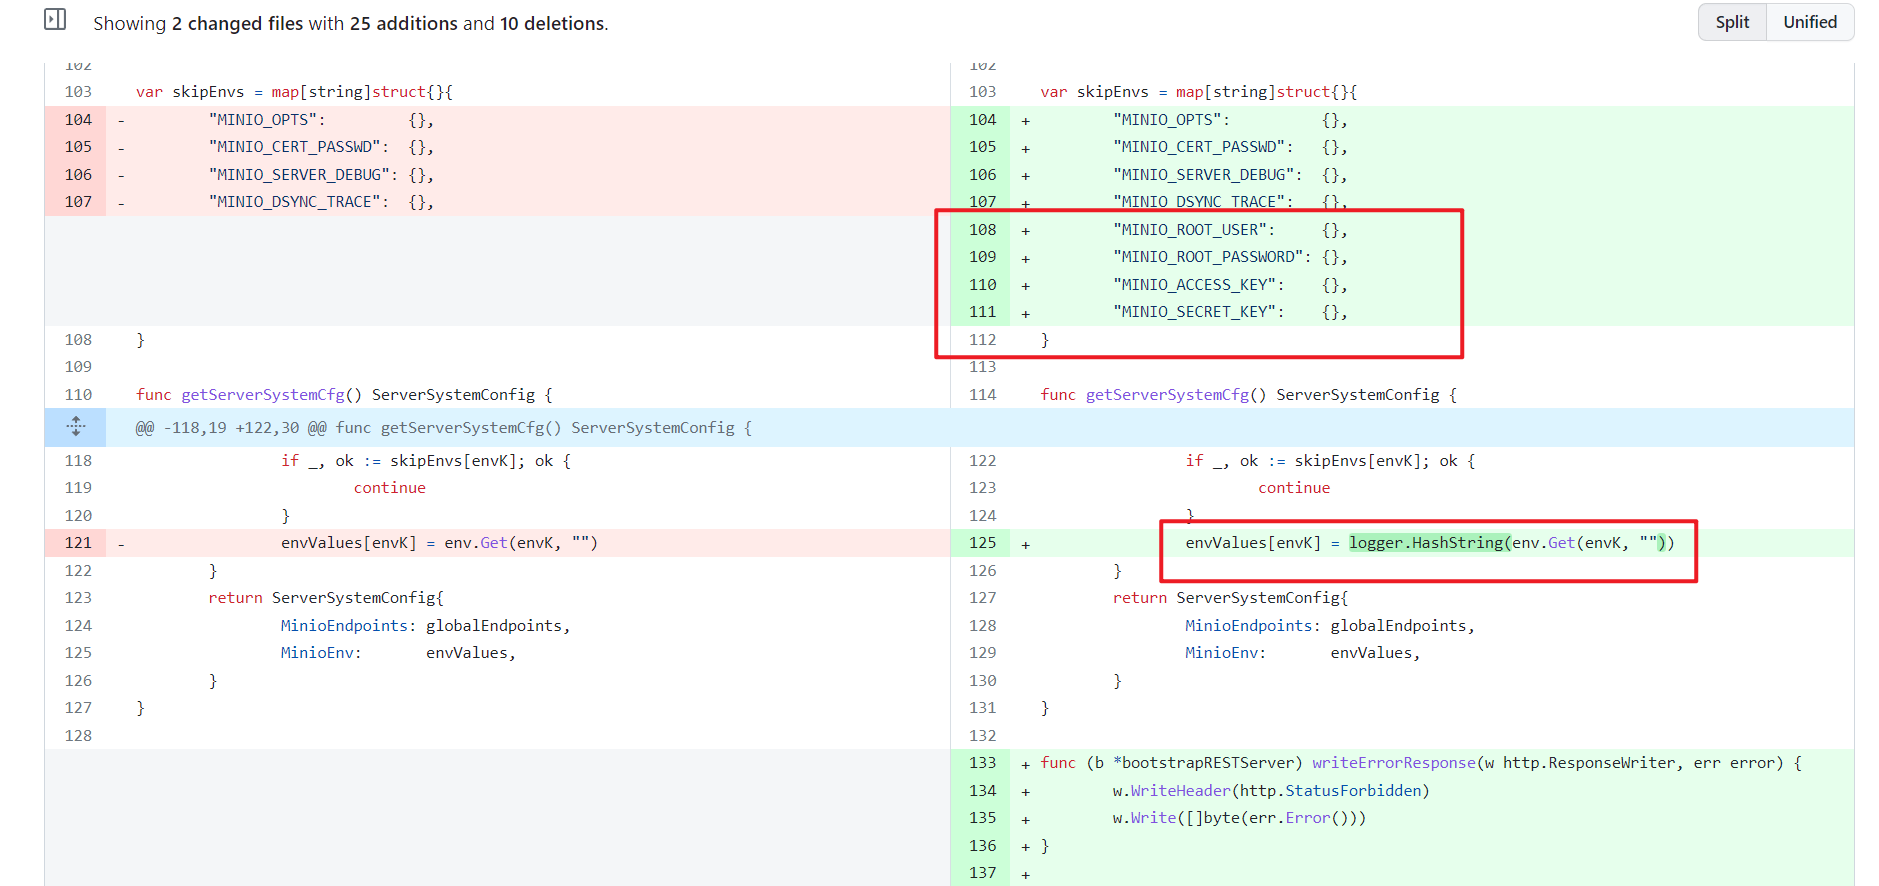 Showing 2 changed files with 25 additions and 10 deletions.
Split Unified
102 102
103 var skipEnvs = map[string]struct{}{ 103 var skipEnvs = map[string]struct{}{
104 - "MINIO_OPTS": {}, 104 + "MINIO_OPTS": {},
105 - "MINIO_CERT_PASSWD": {}, 105 + "MINIO_CERT_PASSWD": {},
106 - "MINIO_SERVER_DEBUG": {}, 106 + "MINIO_SERVER_DEBUG": {},
107 - "MINIO_DSYNC_TRACE": {}, 107 + "MINIO_DSYNC_TRACE": {},
108 + "MINIO_ROOT_USER": {},
109 + "MINIO_ROOT_PASSWORD": {},
110 + "MINIO_ACCESS_KEY": {},
111 + "MINIO_SECRET_KEY": {},
108 } 112 }
109 113
110 func getServerSystemCfg() ServerSystemConfig { 114 func getServerSystemCfg() ServerSystemConfig {
@@ -118,19 +122,30 @@ func getServerSystemCfg() ServerSystemConfig {
118 if _, ok := skipEnvs[envK]; ok { 122 if _, ok := skipEnvs[envK]; ok {
119 continue 123 continue
120 } 124 }
121 - envValues[envK] = env.Get(envK, "") 125 + envValues[envK] = logger.HashString(env.Get(envK, ""))
122 } 126 }
123 return ServerSystemConfig{ 127 return ServerSystemConfig{
124 MinioEndpoints: globalEndpoints, 128 MinioEndpoints: globalEndpoints,
125 MinioEnv: envValues, 129 MinioEnv: envValues,
126 } 130 }
127 } 131 }
128 132
133 + func (b *bootstrapRESTServer) writeErrorResponse(w http.ResponseWriter, err error) {
134 + w.WriteHeader(http.StatusForbidden)
135 + w.Write([]byte(err.Error()))
136 + }
137 +